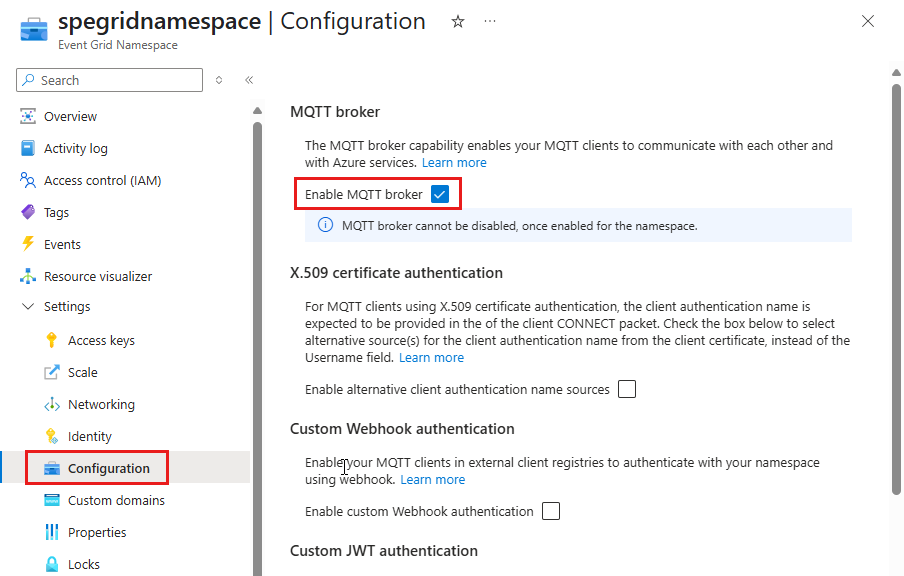 spegridnamespace | Configuration
Event Grid Namespace
Search
Overview
Activity log
Access control (IAM)
Tags
Events
Resource visualizer
Settings
Access keys
Scale
Networking
Identity
Configuration
Custom domains
Properties
Locks
MQTT broker
The MQTT broker capability enables your MQTT clients to communicate with each other and
with Azure services. Learn more
Enable MQTT broker
MQTT broker cannot be disabled, once enabled for the namespace.
X.509 certificate authentication
For MQTT clients using X.509 certificate authentication, the client authentication name is
expected to be provided in the of the client CONNECT packet. Check the box below to select
alternative source(s) for the client authentication name from the client certificate, instead of the
Username field. Learn more
Enable alternative client authentication name sources
Custom Webhook authentication
Enable your MQTT clients in external client registries to authenticate with your namespace
using webhook. Learn more
Enable custom Webhook authentication
Custom JWT authentication